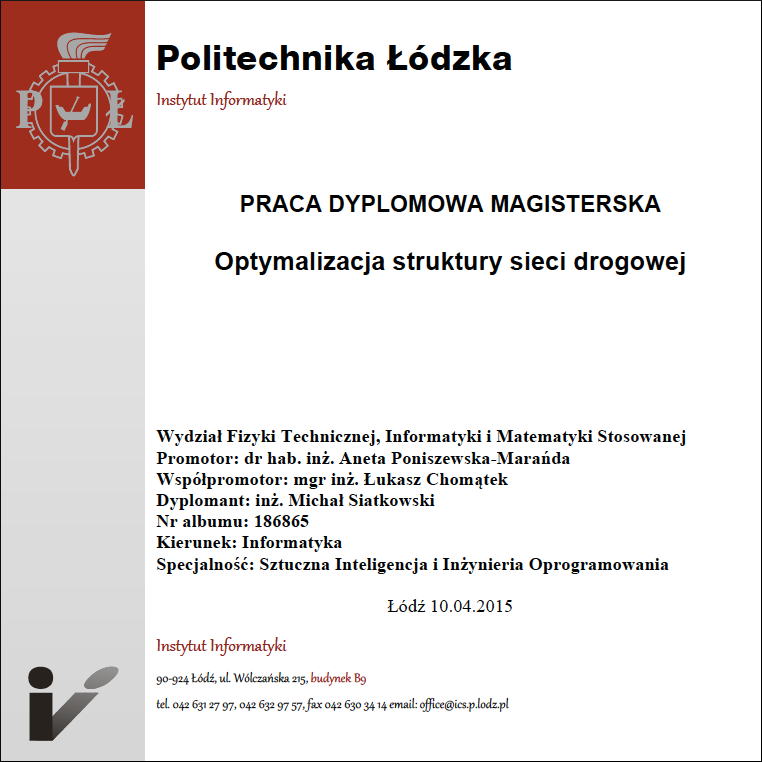 P Ł
Politechnika Łódzka
Instytut Informatyki
PRACA DYPLOMOWA MAGISTERSKA
Optymalizacja struktury sieci drogowej
Wydział Fizyki Technicznej, Informatyki i Matematyki Stosowanej
Promotor: dr hab. inż. Aneta Poniszewska-Marańda
Współpromotor: mgr inż. Łukasz Chomątek
Dyplomant: inż. Michał Siatkowski
Nr albumu: 186865
Kierunek: Informatyka
Specjalność: Sztuczna Inteligencja i Inżynieria Oprogramowania
Łódź 10.04.2015
Instytut Informatyki
90-924 Łódź, ul. Wólczańska 215, budynek B9
tel. 042 631 27 97, 042 632 97 57, fax 042 630 34 14 email: office@ics.p.lodz.pl